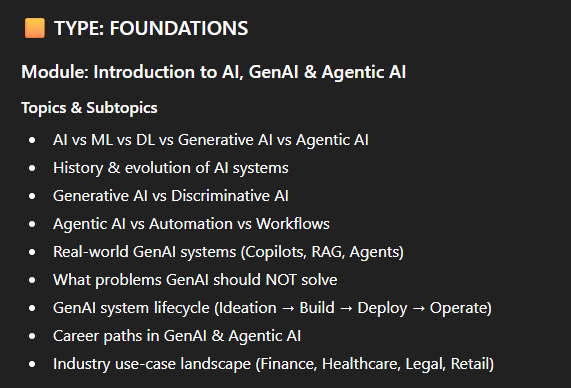 TYPE: FOUNDATIONS
Module: Introduction to AI, GenAI & Agentic AI
Topics & Subtopics
• AI vs ML vs DL vs Generative AI vs Agentic AI
• History & evolution of AI systems
• Generative AI vs Discriminative AI
• Agentic AI vs Automation vs Workflows
• Real-world GenAI systems (Copilots, RAG, Agents)
• What problems GenAI should NOT solve
• GenAI system lifecycle (Ideation → Build → Deploy → Operate)
• Career paths in GenAI & Agentic AI
• Industry use-case landscape (Finance, Healthcare, Legal, Retail)